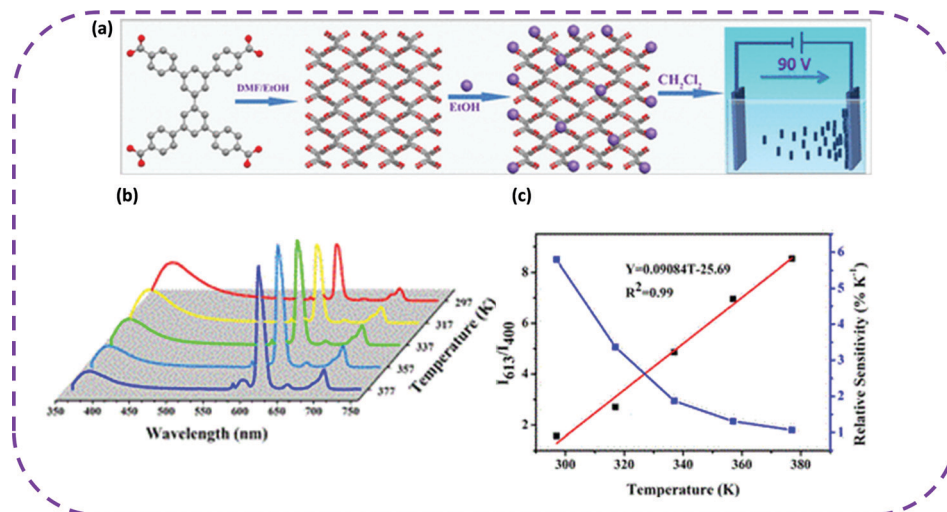 (a)
DMF/EtOH
EtOH
CH₂Cl₂
90 V
(b)
350 400 450 500 550 600 650 700 750
Wavelength (nm)
297
317
337
357
377
Temperature (K)
(c)
Y=0.09084T-25.69
R²=0.99
8
6
4
2
I₆₁₃/I₄₀₀
6
5
4
3
2
1
Relative Sensitivity (% K⁻¹)
300 320 340 360 380
Temperature (K)